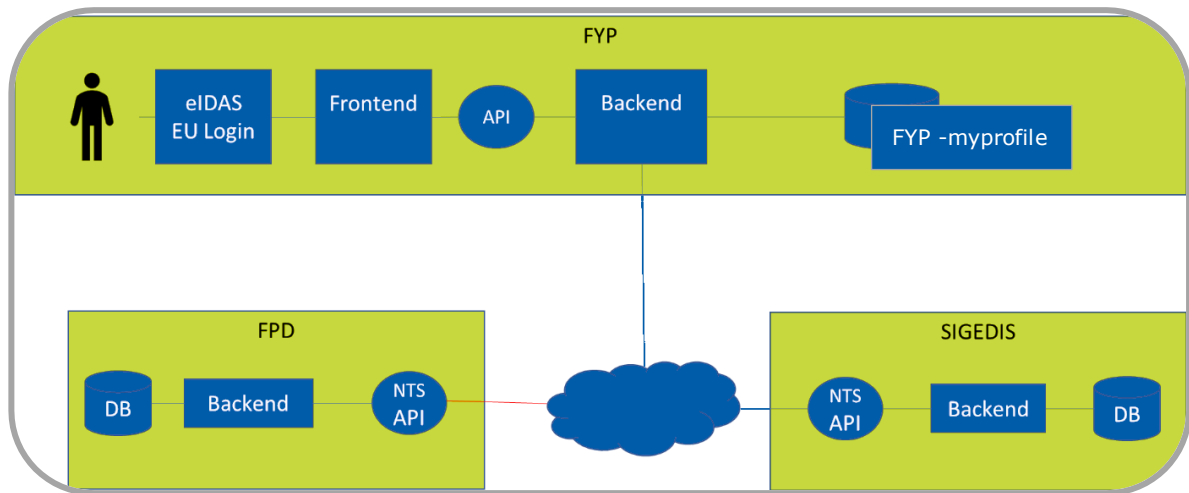 FYP
eIDAS
EU Login
Frontend
API
Backend
FYP -myprofile
FPD
DB
Backend
NTS
API
SIGEDIS
NTS
API
Backend
DB